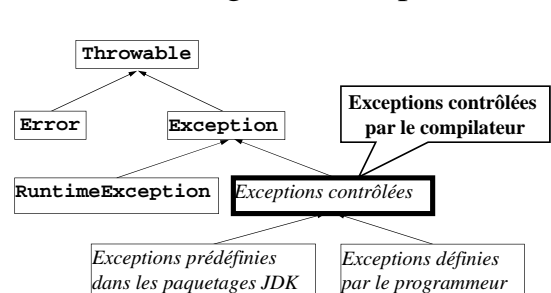 Throwable
Exceptions contrôlées
par le compilateur
Error
Exception
RuntimeException
Exceptions contrôlées
Exceptions prédéfinies
dans les paquetages JDK
Exceptions définies
par le programmeur